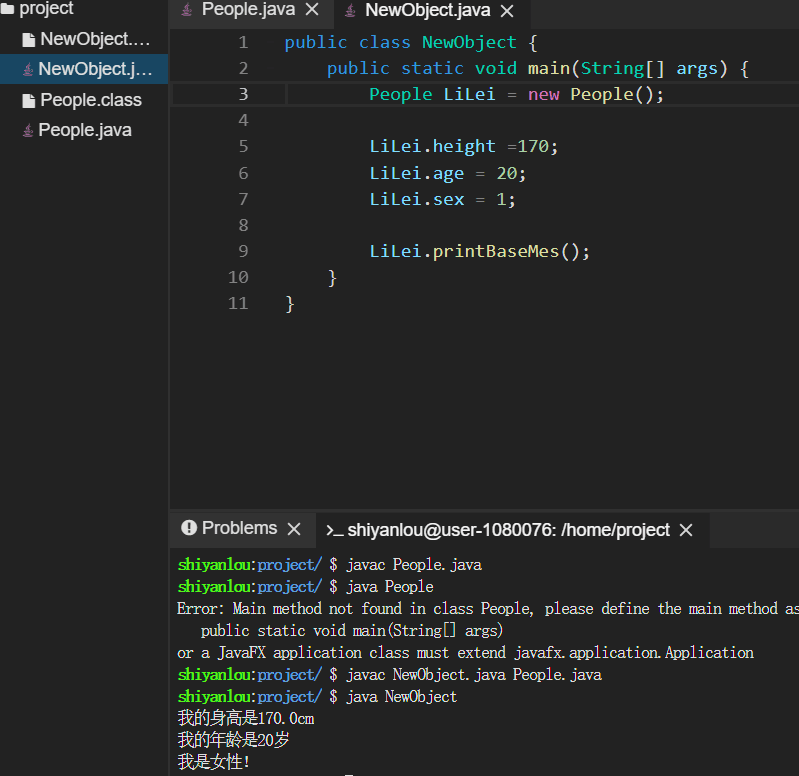 project
People.java
NewObject.java
NewObject....
NewObject.j...
People.class
People.java
1 public class NewObject {
2 public static void main(String[] args) {
3 People LiLei = new People();
4
5 LiLei.height =170;
6 LiLei.age = 20;
7 LiLei.sex = 1;
8
9 LiLei.printBaseMes();
10 }
11 }
Problems
>_ shiyanlou@user-1080076: /home/project
shiyanlou:project/ $ javac People.java
shiyanlou:project/ $ java People
Error: Main method not found in class People, please define the main method as
public static void main(String[] args)
or a JavaFX application class must extend javafx.application.Application
shiyanlou:project/ $ javac NewObject.java People.java
shiyanlou:project/ $ java NewObject
我的身高是170.0cm
我的年龄是20岁
我是女性!